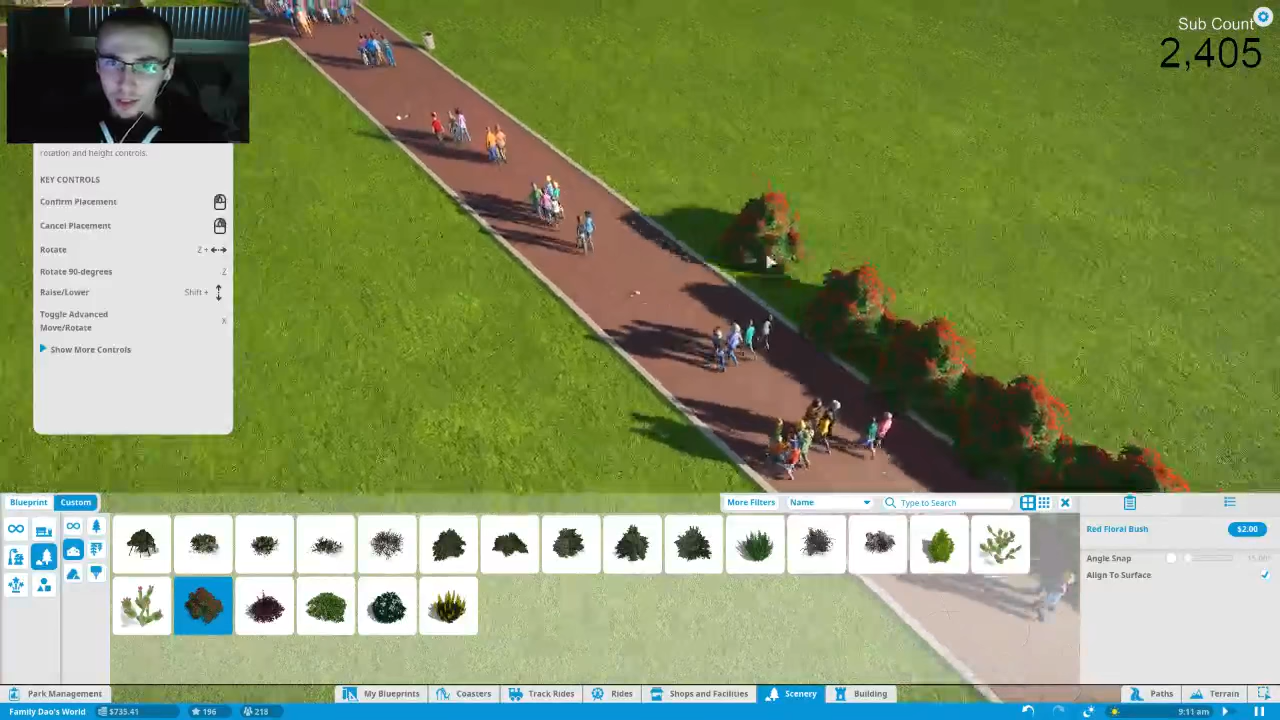 Sub Count
2,405
rotation and height controls.
KEY CONTROLS
Confirm Placement
Cancel Placement
Rotate Z +
Rotate 90-degrees Z
Raise/Lower Shift +
Toggle Advanced Move/Rotate X
Show More Controls
Blueprint Custom More Filters Name Type to Search
Red Floral Bush $2.00
Angle Snap
Align To Surface
Park Management My Blueprints Coasters Track Rides Rides Shops and Facilities Scenery Building Paths Terrain
Family Dao's World $735.41 196 218 9:11 am